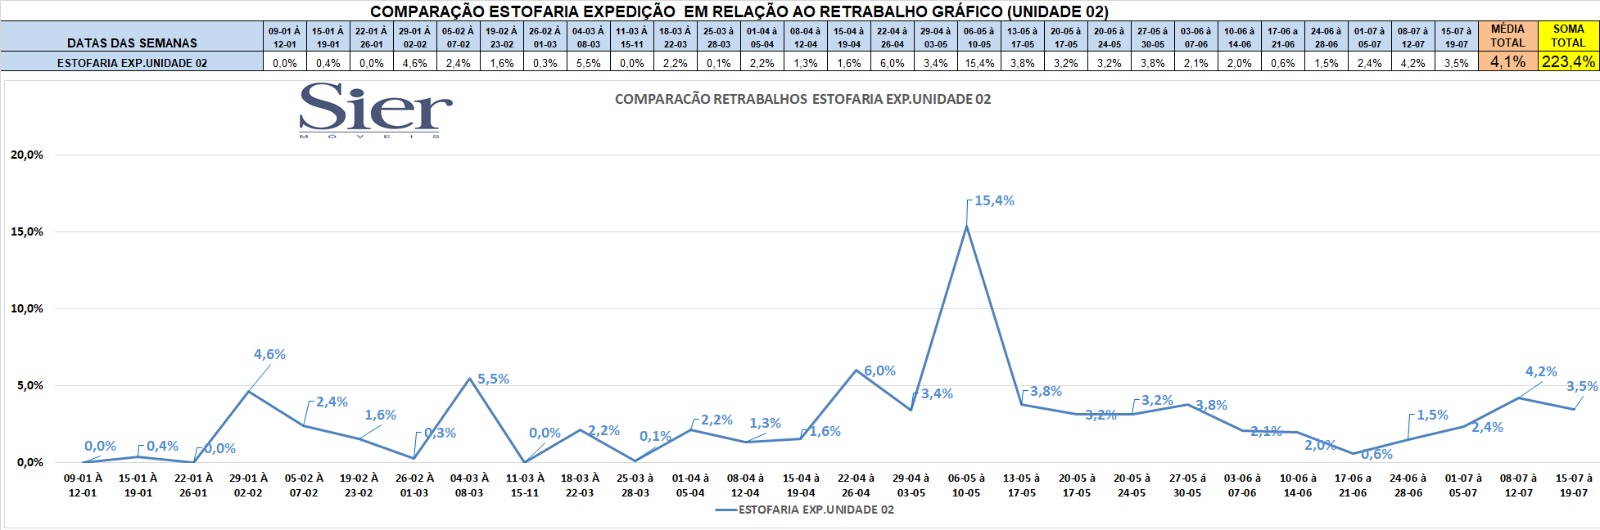 COMPARAÇÃO ESTOFARIA EXPEDIÇÃO EM RELAÇÃO AO RETRABALHO GRÁFICO (UNIDADE 02)
DATAS DAS SEMANAS 09-01 À 12-01 15-01 À 19-01 22-01 À 26-01 29-01 À 02-02 05-02 À 07-02 19-02 À 23-02 26-02 À 01-03 04-03 À 08-03 11-03 À 15-11 18-03 À 22-03 25-03 à 28-03 01-04 à 05-04 08-04 à 12-04 15-04 à 19-04 22-04 à 26-04 29-04 à 03-05 06-05 à 10-05 13-05 à 17-05 20-05 à 17-05 20-05 à 24-05 27-05 à 30-05 03-06 à 07-06 10-06 à 14-06 17-06 a 21-06 24-06 à 28-06 01-07 à 05-07 08-07 à 12-07 15-07 à 19-07 MÉDIA TOTAL SOMA TOTAL
ESTOFARIA EXP.UNIDADE 02 0,0% 0,4% 0,0% 4,6% 2,4% 1,6% 0,3% 5,5% 0,0% 2,2% 0,1% 2,2% 1,3% 1,6% 6,0% 3,4% 15,4% 3,8% 3,2% 3,2% 3,8% 2,1% 2,0% 0,6% 1,5% 2,4% 4,2% 3,5% 4,1% 223,4%
Sier
MÓVEIS
COMPARACÃO RETRABALHOS ESTOFARIA EXP.UNIDADE 02
20,0%
15,0%
10,0%
5,0%
0,0%
0,0% 0,4% 0,0% 4,6% 2,4% 1,6% 0,3% 5,5% 0,0% 2,2% 0,1% 2,2% 1,3% 1,6% 6,0% 3,4% 15,4% 3,8% 3,2% 3,2% 3,8% 2,1% 2,0% 0,6% 1,5% 2,4% 4,2% 3,5%
09-01 À 15-01 À 22-01 À 29-01 À 05-02 À 19-02 À 26-02 À 04-03 À 11-03 À 18-03 À 25-03 à 01-04 à 08-04 à 15-04 à 22-04 à 29-04 à 06-05 à 13-05 à 20-05 à 20-05 à 27-05 à 03-06 à 10-06 à 17-06 a 24-06 à 01-07 à 08-07 à 15-07 à
12-01 19-01 26-01 02-02 07-02 23-02 01-03 08-03 15-11 22-03 28-03 05-04 12-04 19-04 26-04 03-05 10-05 17-05 17-05 24-05 30-05 07-06 14-06 21-06 28-06 05-07 12-07 19-07
ESTOFARIA EXP.UNIDADE 02